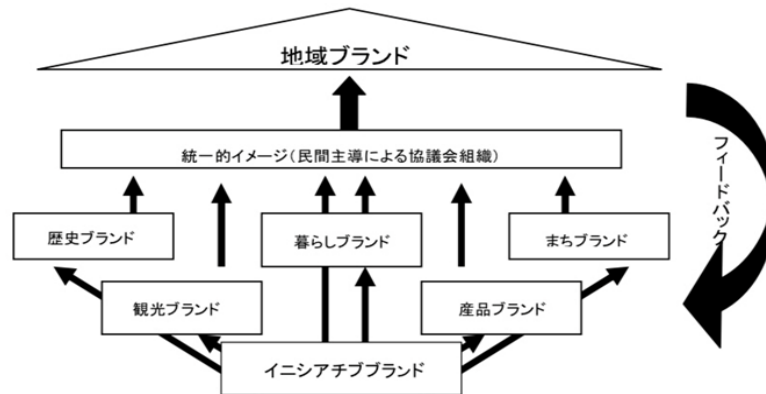 地域ブランド
統一的イメージ(民間主導による協議会組織)
フィードバック
歴史ブランド
暮らしブランド
まちブランド
観光ブランド
産品ブランド
イニシアチブブランド